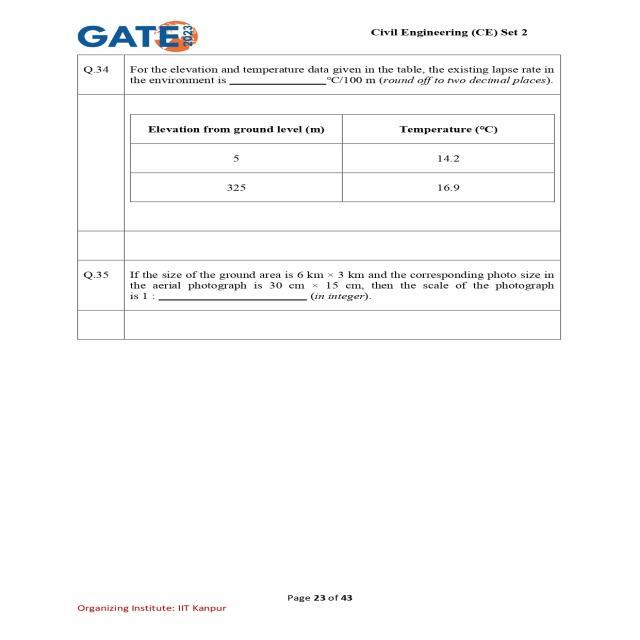 GATE 2023
Civil Engineering (CE) Set 2
Q.34 For the elevation and temperature data given in the table, the existing lapse rate in
the environment is ________________°C/100 m (round off to two decimal places).
Elevation from ground level (m) Temperature (°C)
5 14.2
325 16.9
Q.35 If the size of the ground area is 6 km × 3 km and the corresponding photo size in
the aerial photograph is 30 cm × 15 cm, then the scale of the photograph
is 1 : ________________________ (in integer).
Page 23 of 43
Organizing Institute: IIT Kanpur